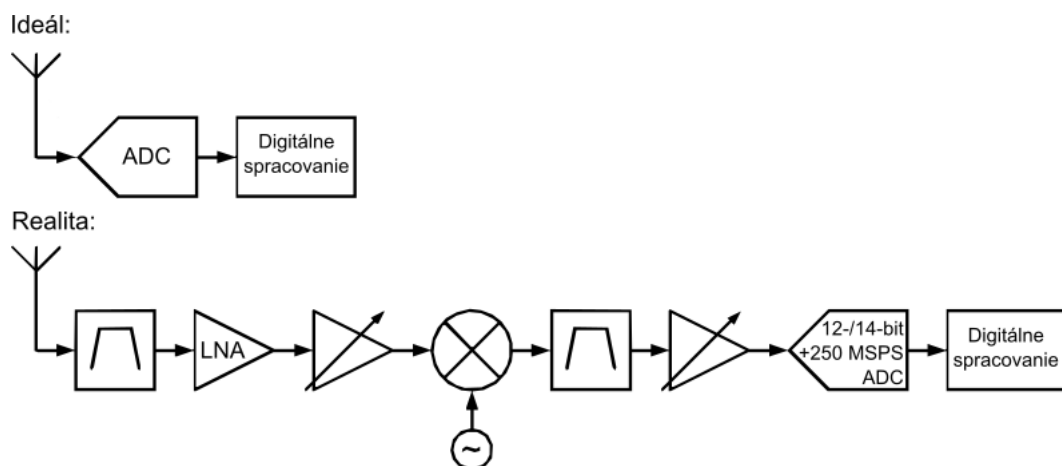 Ideál:
ADC
Digitálne
spracovanie
Realita:
LNA
~
12-/14-bit
+250 MSPS
ADC
Digitálne
spracovanie